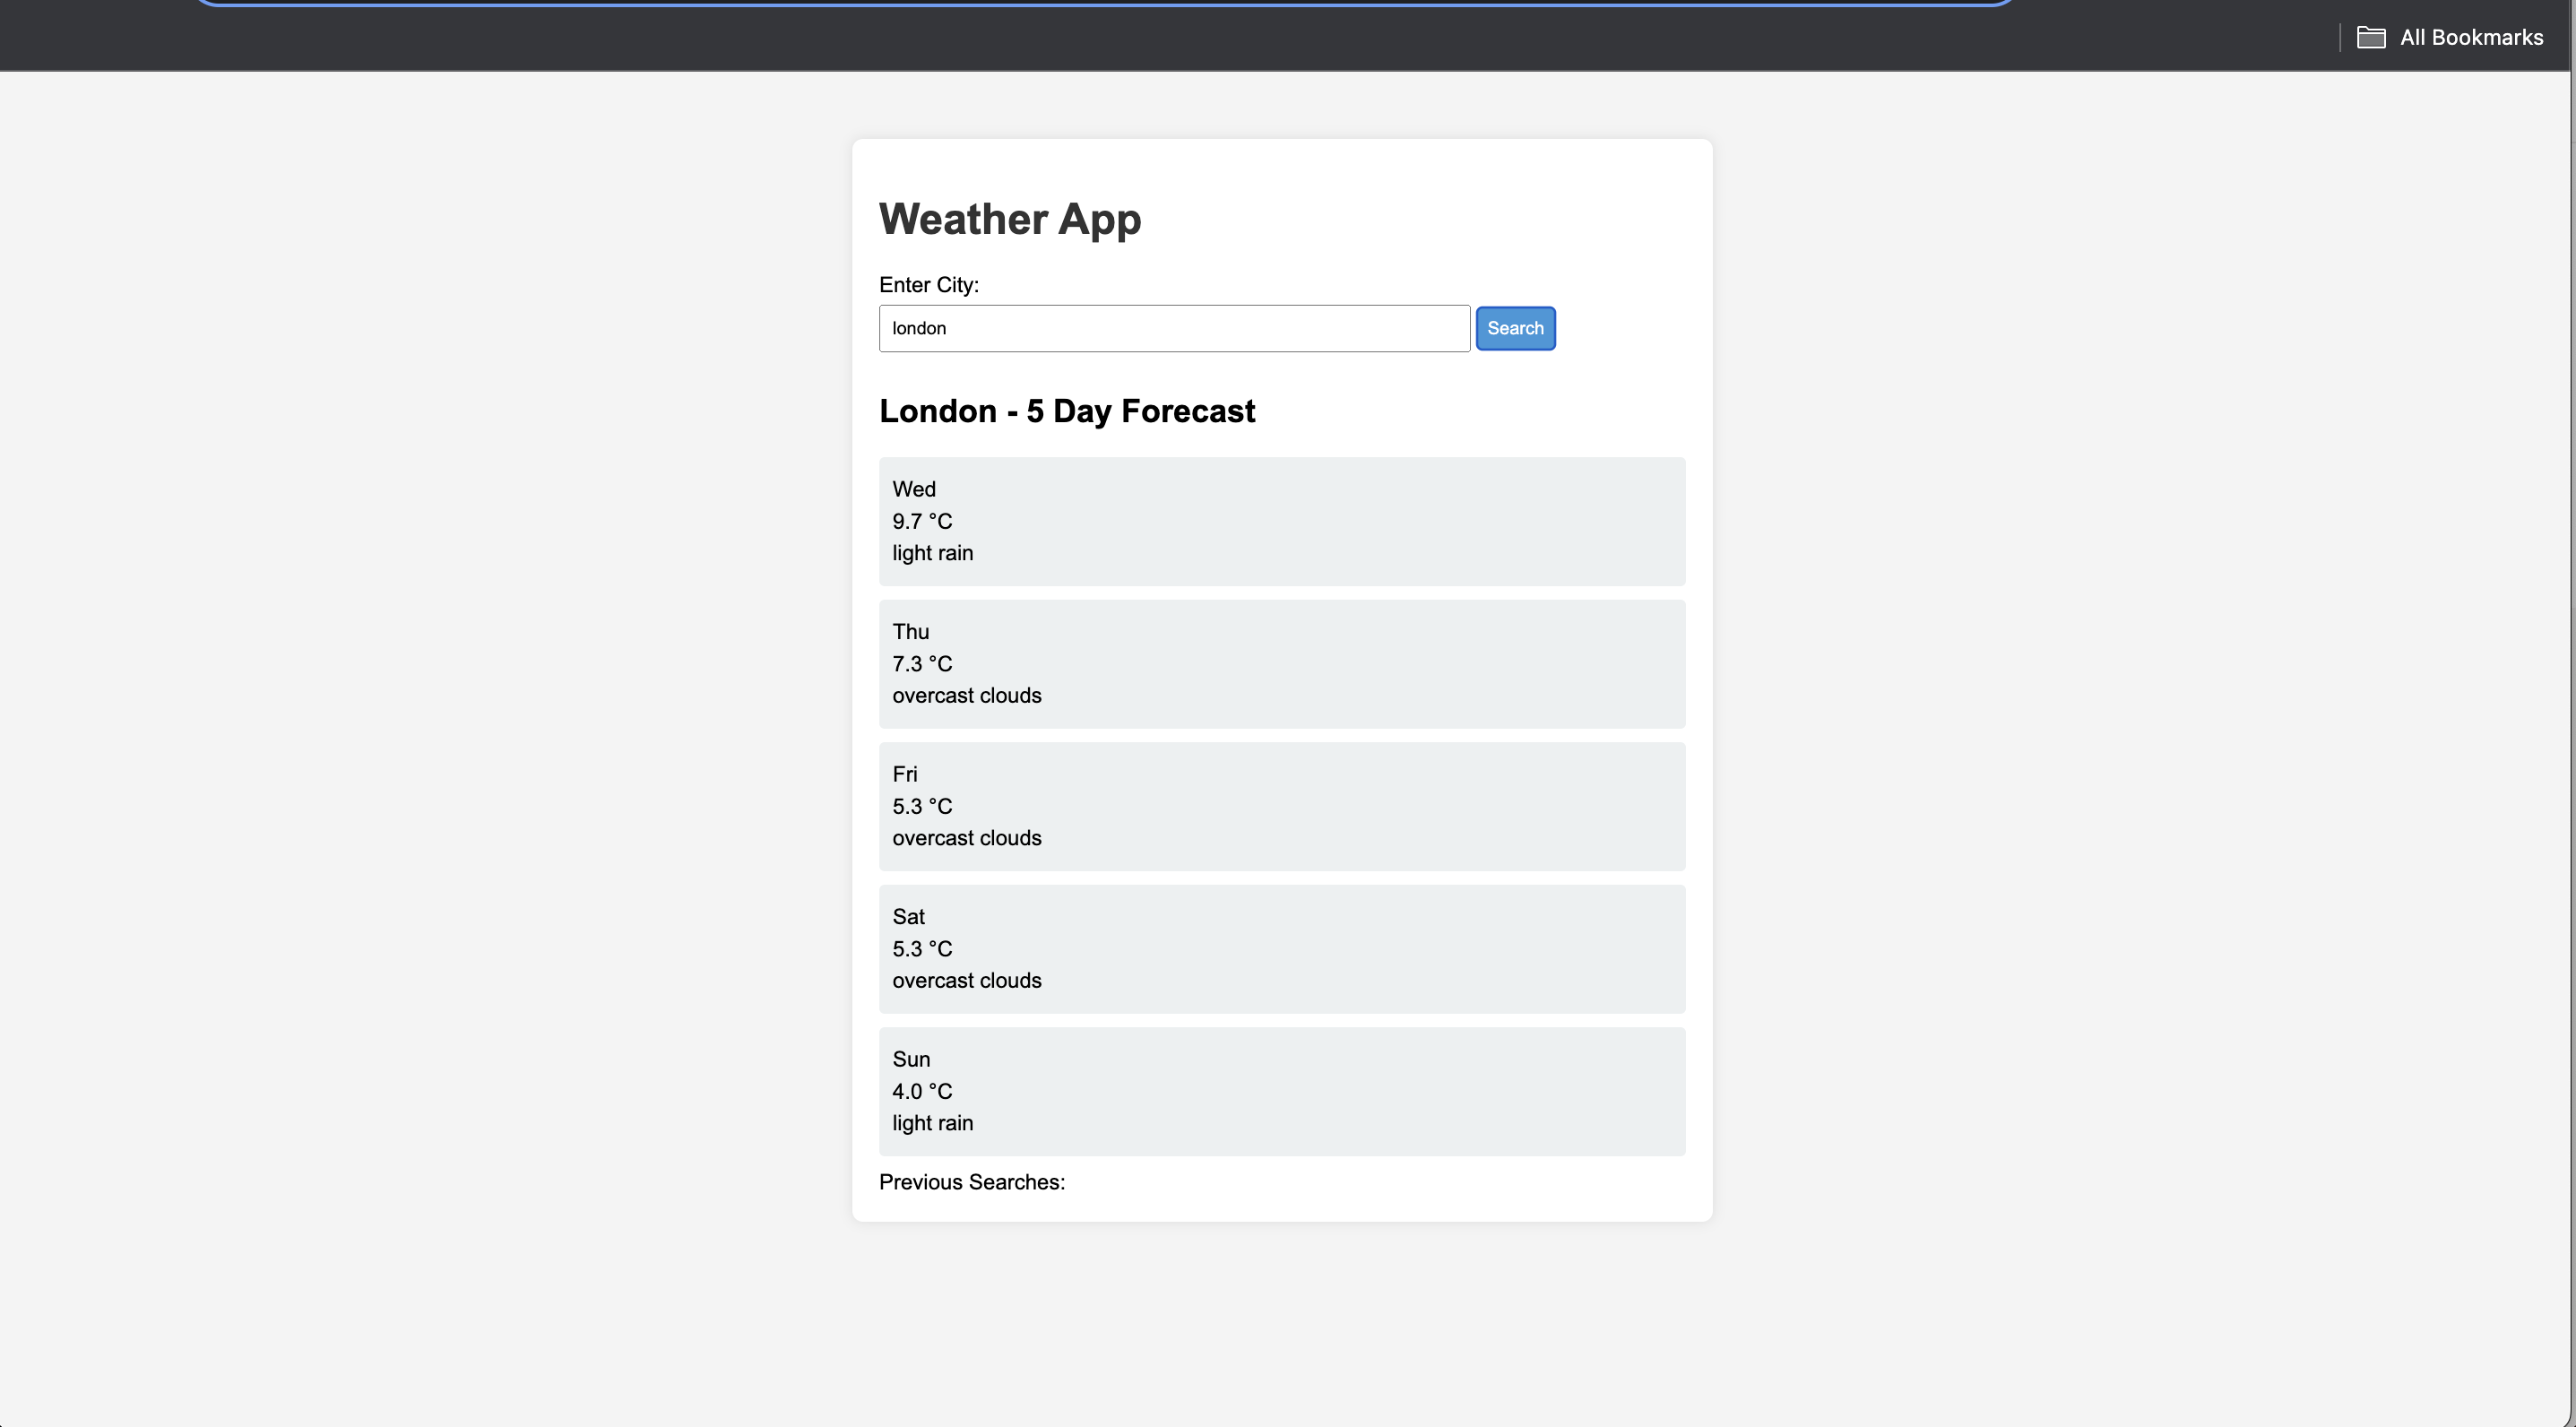 All Bookmarks
Weather App
Enter City:
london
Search
London - 5 Day Forecast
Wed
9.7 °C
light rain
Thu
7.3 °C
overcast clouds
Fri
5.3 °C
overcast clouds
Sat
5.3 °C
overcast clouds
Sun
4.0 °C
light rain
Previous Searches: